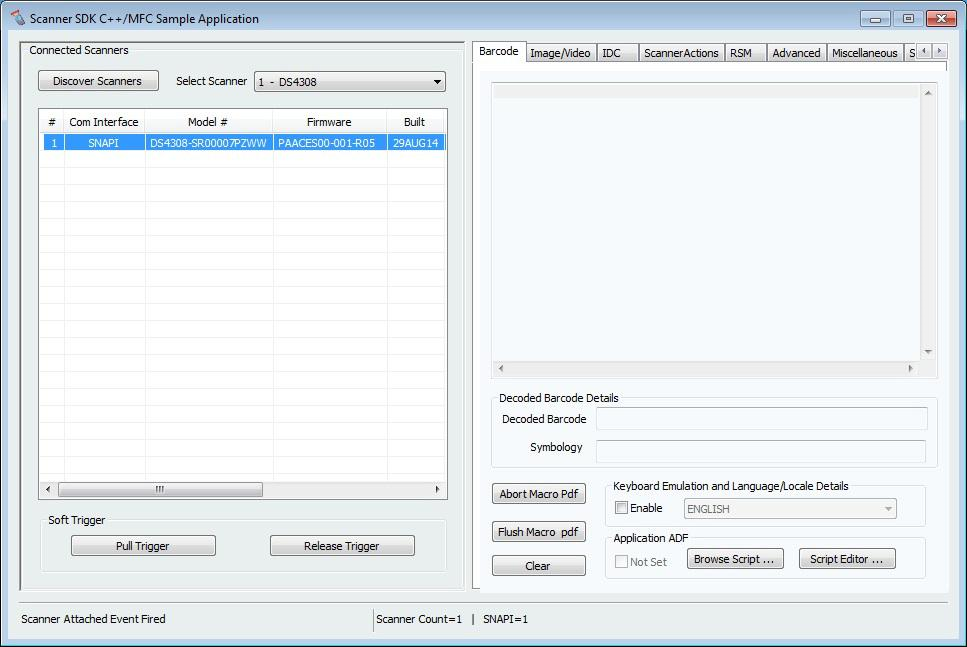 Scanner SDK C++/MFC Sample Application
Connected Scanners
Discover Scanners
Select Scanner
1 - DS4308
# Com Interface Model # Firmware Built
1 SNAPI DS4308-SR00007PZWW PAACES00-001-R05 29AUG14
Soft Trigger
Pull Trigger
Release Trigger
Barcode Image/Video IDC ScannerActions RSM Advanced Miscellaneous S
Decoded Barcode Details
Decoded Barcode
Symbology
Abort Macro Pdf
Flush Macro pdf
Clear
Keyboard Emulation and Language/Locale Details
Enable
ENGLISH
Application ADF
Not Set
Browse Script ...
Script Editor ...
Scanner Attached Event Fired
Scanner Count=1 | SNAPI=1